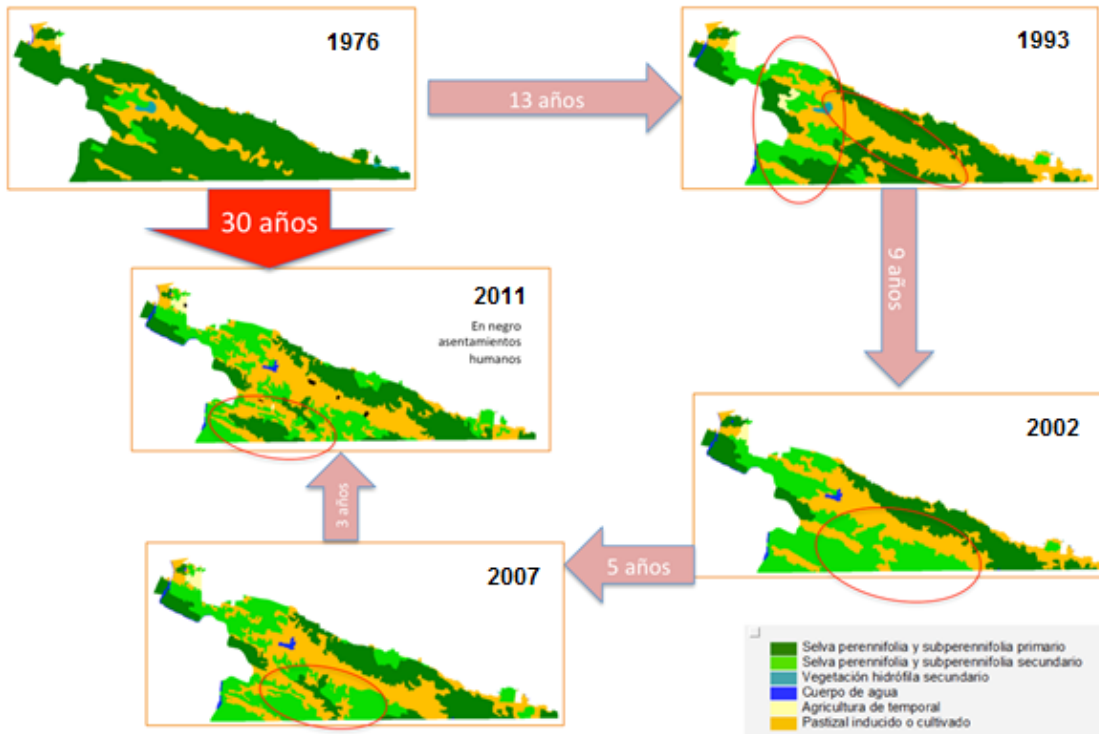 1976
13 años
1993
30 años
9 años
2011
En negro
asentamientos
humanos
2002
3 años
5 años
2007
Selva perennifolia y subperennifolia primario
Selva perennifolia y subperennifolia secundario
Vegetación hidrófila secundario
Cuerpo de agua
Agricultura de temporal
Pastizal inducido o cultivado